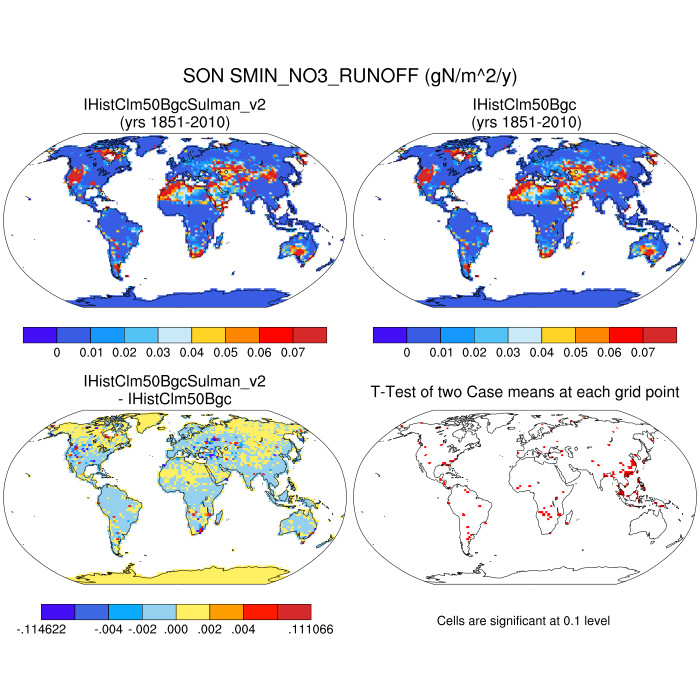 SON SMIN_NO3_RUNOFF (gN/m^2/y)
IHistClm50BgcSulman_v2
(yrs 1851-2010)
IHistClm50Bgc
(yrs 1851-2010)
0 0.01 0.02 0.03 0.04 0.05 0.06 0.07
0 0.01 0.02 0.03 0.04 0.05 0.06 0.07
IHistClm50BgcSulman_v2
- IHistClm50Bgc
T-Test of two Case means at each grid point
-.114622 -.004 -.002 .000 .002 .004 .111066
Cells are significant at 0.1 level